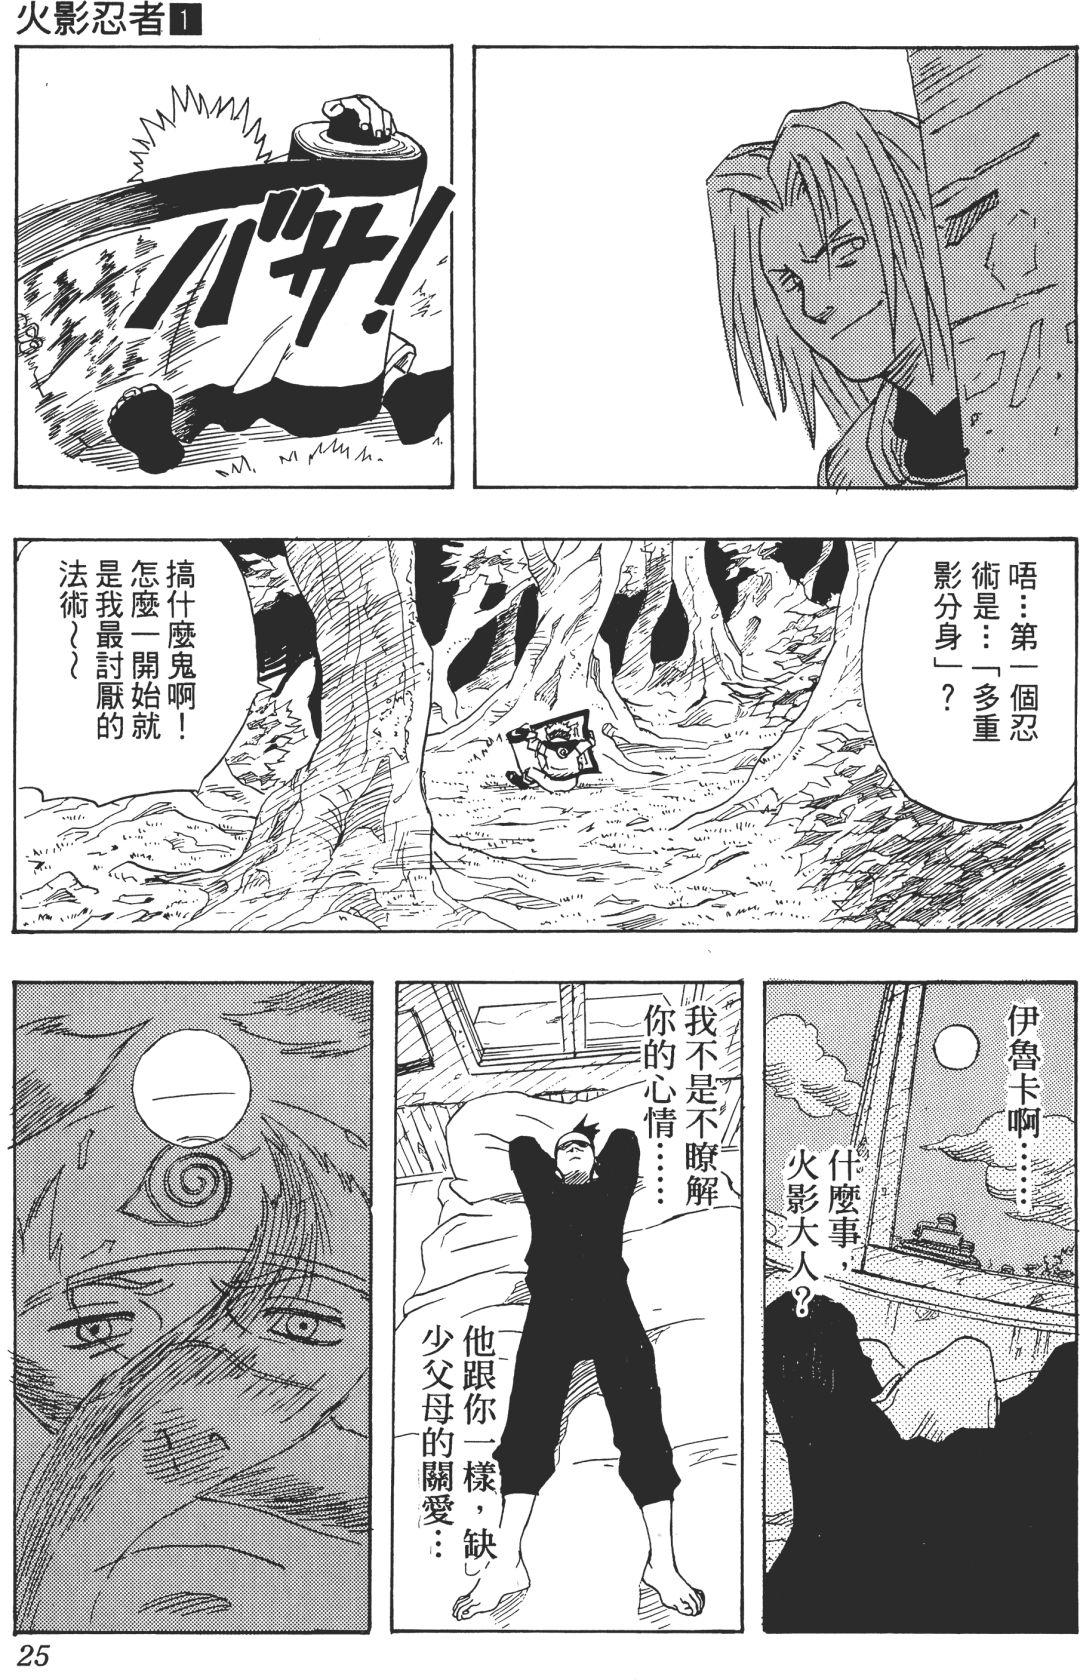 火影忍者1
バサ！
唔…第一個忍
術是…「多重
影分身」？
搞什麼鬼啊！
怎麼一開始就
是我最討厭的
法術～～
伊魯卡啊……
什麼事，
火影大人？
我不是不瞭解
你的心情……
他跟你一樣，缺
少父母的關愛…
25